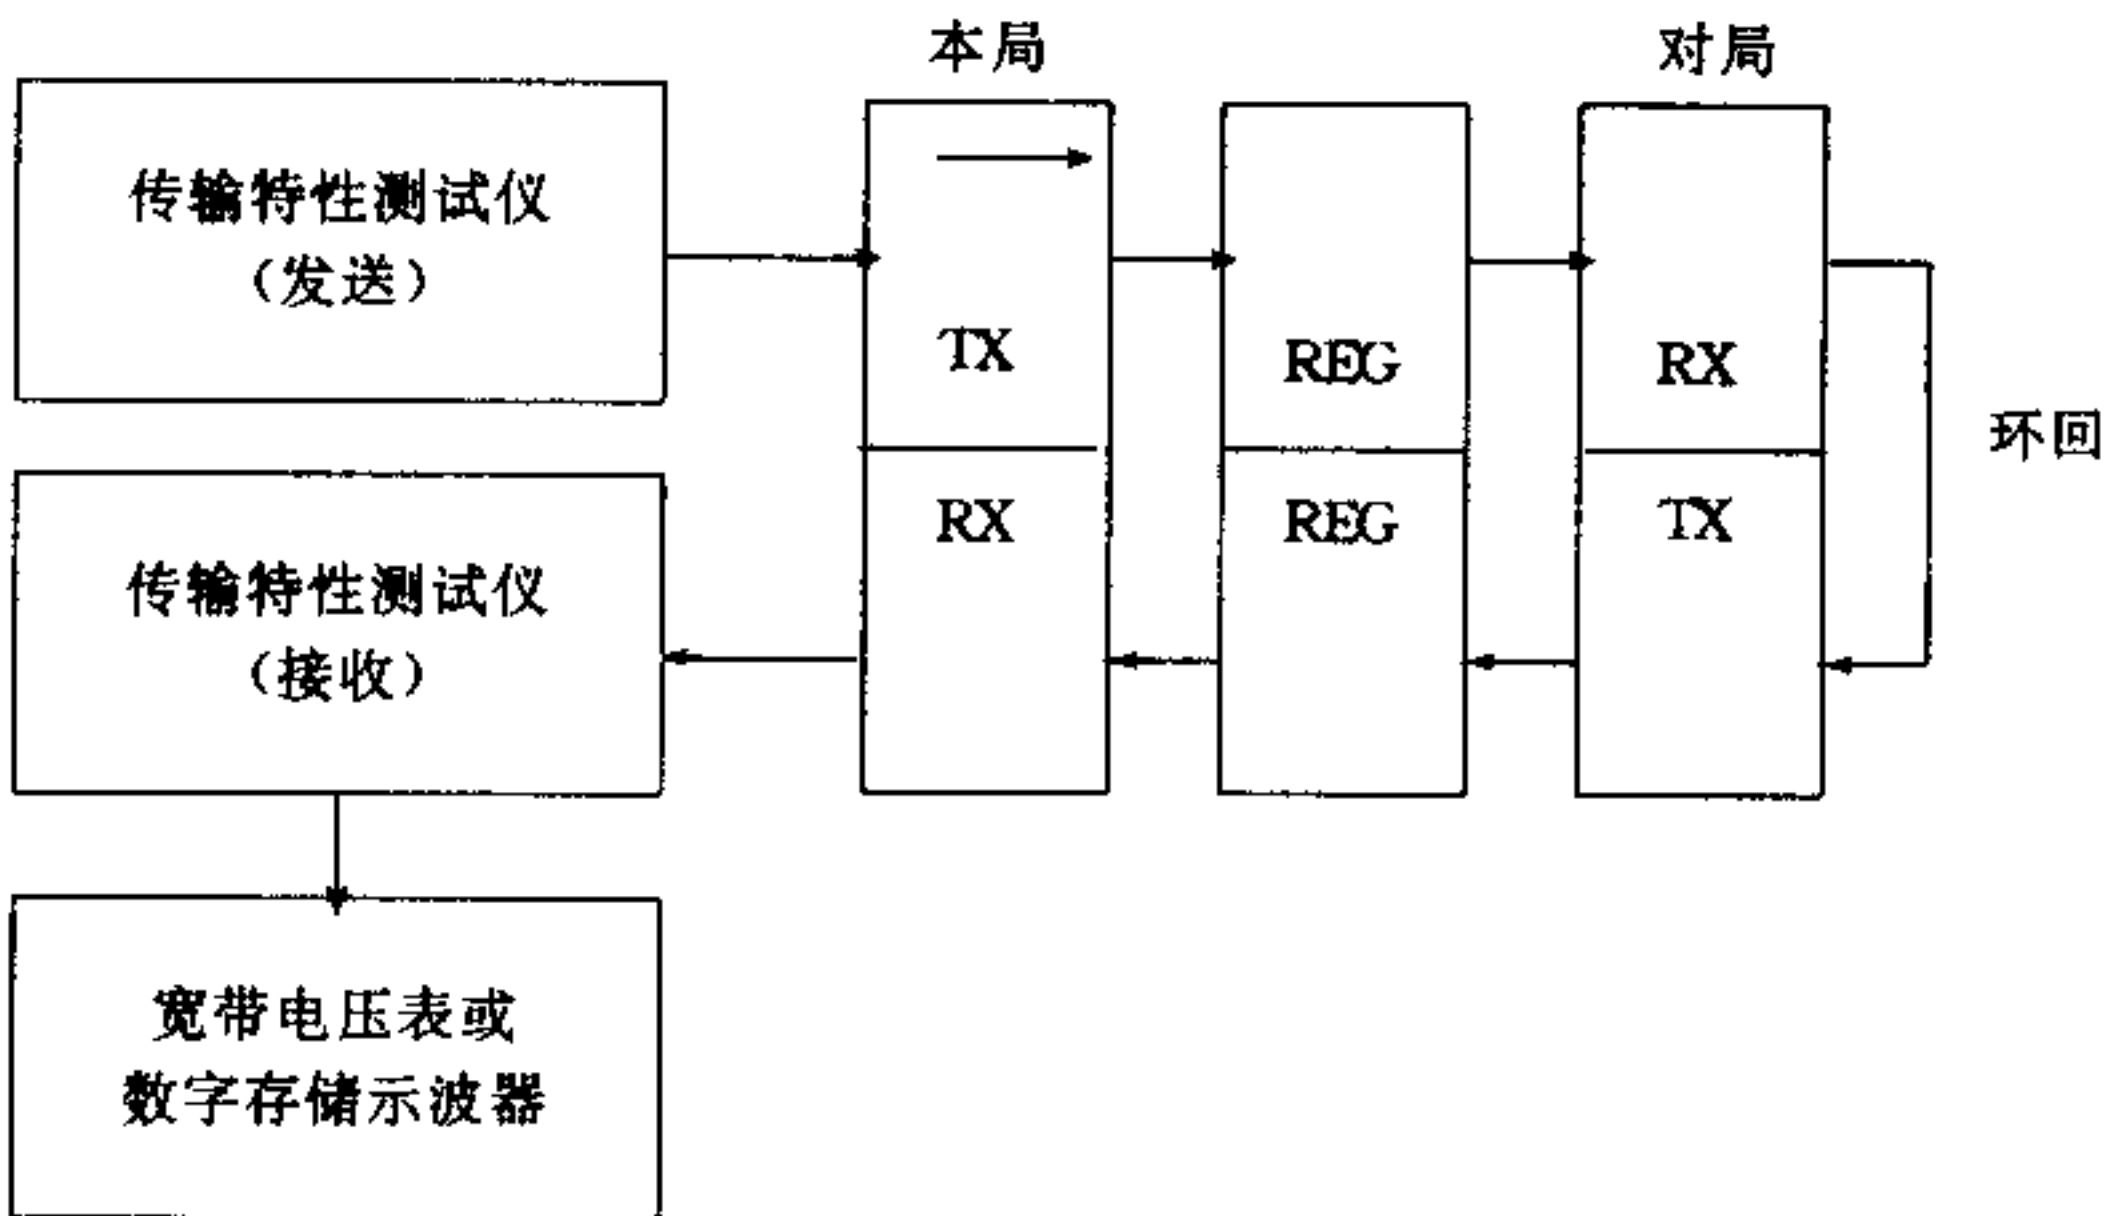 本局
对局
传输特性测试仪
（发送）
TX
REG
RX
环回
RX
REG
TX
传输特性测试仪
（接收）
宽带电压表或
数字存储示波器